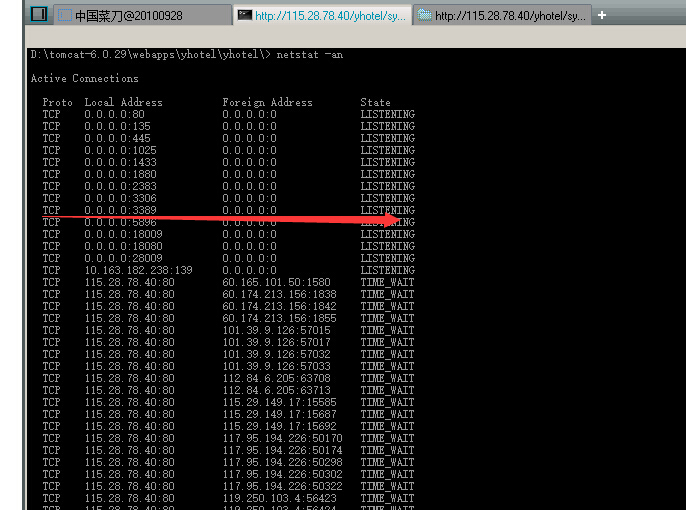 中国菜刀@20100928 http://115.28.78.40/yhotel/sy... http://115.28.78.40/yhotel/sy...
D:\tomcat-6.0.29\webapps\yhotel\yhotel\> netstat -an
Active Connections
Proto Local Address Foreign Address State
TCP 0.0.0.0:80 0.0.0.0:0 LISTENING
TCP 0.0.0.0:135 0.0.0.0:0 LISTENING
TCP 0.0.0.0:445 0.0.0.0:0 LISTENING
TCP 0.0.0.0:1025 0.0.0.0:0 LISTENING
TCP 0.0.0.0:1433 0.0.0.0:0 LISTENING
TCP 0.0.0.0:1880 0.0.0.0:0 LISTENING
TCP 0.0.0.0:2383 0.0.0.0:0 LISTENING
TCP 0.0.0.0:3306 0.0.0.0:0 LISTENING
TCP 0.0.0.0:3389 0.0.0.0:0 LISTENING
TCP 0.0.0.0:5896 0.0.0.0:0 LISTENING
TCP 0.0.0.0:18009 0.0.0.0:0 LISTENING
TCP 0.0.0.0:18080 0.0.0.0:0 LISTENING
TCP 0.0.0.0:28009 0.0.0.0:0 LISTENING
TCP 10.163.182.238:139 0.0.0.0:0 LISTENING
TCP 115.28.78.40:80 60.165.101.50:1580 TIME_WAIT
TCP 115.28.78.40:80 60.174.213.156:1838 TIME_WAIT
TCP 115.28.78.40:80 60.174.213.156:1842 TIME_WAIT
TCP 115.28.78.40:80 60.174.213.156:1855 TIME_WAIT
TCP 115.28.78.40:80 101.39.9.126:57015 TIME_WAIT
TCP 115.28.78.40:80 101.39.9.126:57017 TIME_WAIT
TCP 115.28.78.40:80 101.39.9.126:57032 TIME_WAIT
TCP 115.28.78.40:80 101.39.9.126:57033 TIME_WAIT
TCP 115.28.78.40:80 112.84.6.205:63708 TIME_WAIT
TCP 115.28.78.40:80 112.84.6.205:63713 TIME_WAIT
TCP 115.28.78.40:80 115.29.149.17:15585 TIME_WAIT
TCP 115.28.78.40:80 115.29.149.17:15687 TIME_WAIT
TCP 115.28.78.40:80 115.29.149.17:15692 TIME_WAIT
TCP 115.28.78.40:80 117.95.194.226:50170 TIME_WAIT
TCP 115.28.78.40:80 117.95.194.226:50174 TIME_WAIT
TCP 115.28.78.40:80 117.95.194.226:50298 TIME_WAIT
TCP 115.28.78.40:80 117.95.194.226:50302 TIME_WAIT
TCP 115.28.78.40:80 117.95.194.226:50322 TIME_WAIT
TCP 115.28.78.40:80 119.250.103.4:56423 TIME_WAIT
TCP 115.28.78.40:80 119.250.103.4:56424 TIME_WAIT